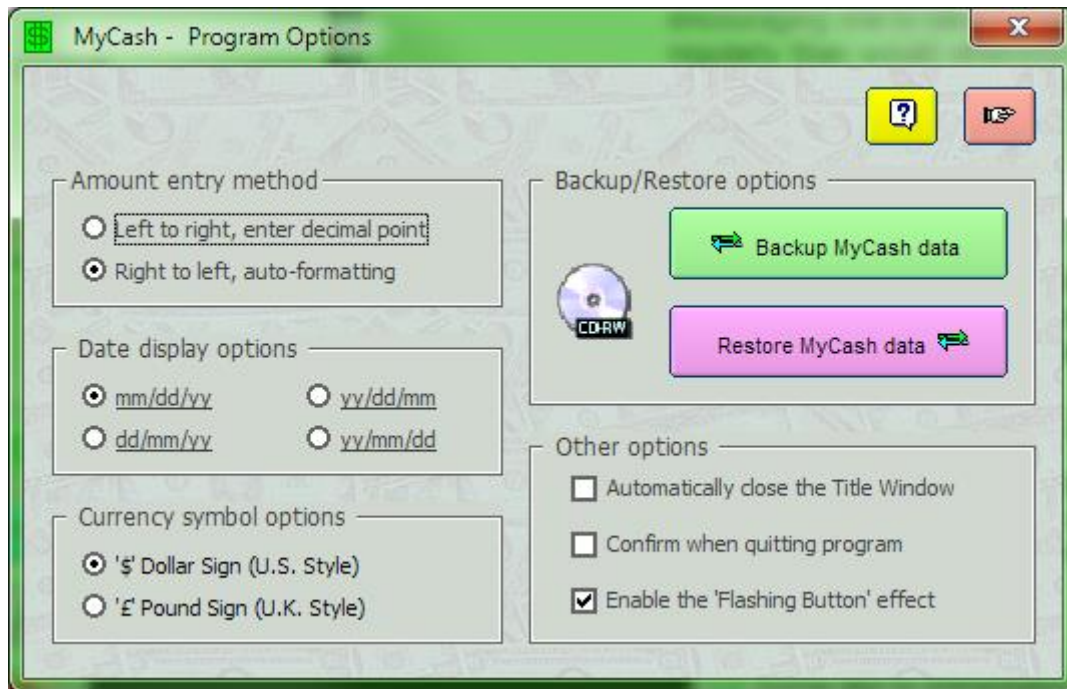 MyCash - Program Options
Amount entry method
Left to right, enter decimal point
Right to left, auto-formatting
Date display options
mm/dd/yy
yy/dd/mm
dd/mm/yy
yy/mm/dd
Currency symbol options
'$' Dollar Sign (U.S. Style)
'£' Pound Sign (U.K. Style)
Backup/Restore options
CD-RW
Backup MyCash data
Restore MyCash data
Other options
Automatically close the Title Window
Confirm when quitting program
Enable the 'Flashing Button' effect